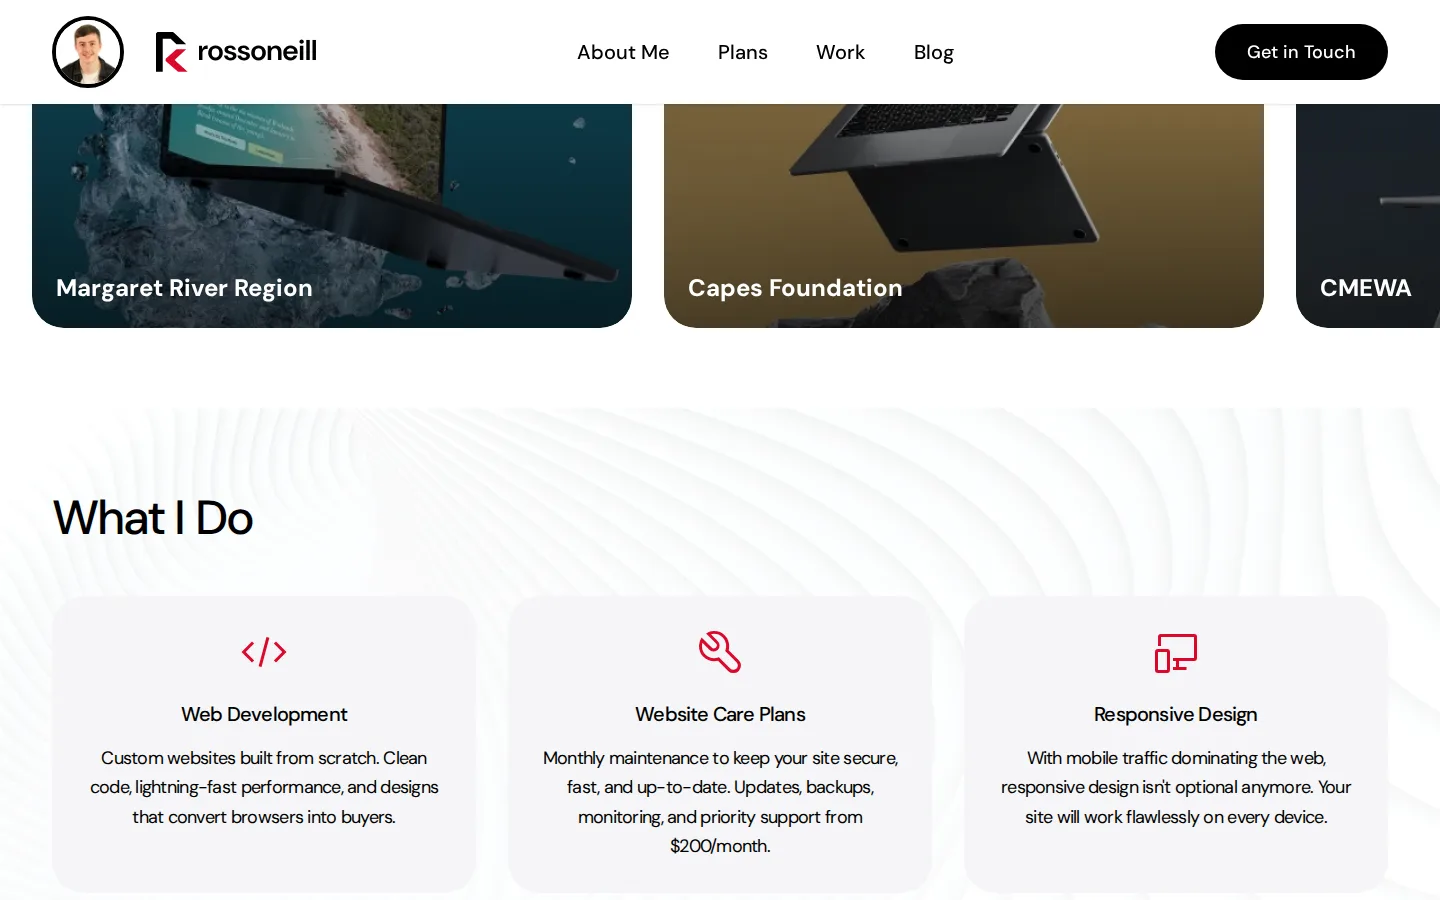 rossoneill
About Me
Plans
Work
Blog
Get in Touch
Margaret River Region
Capes Foundation
CMEWA
What I Do
Web Development
Custom websites built from scratch. Clean
code, lightning-fast performance, and designs
that convert browsers into buyers.
Website Care Plans
Monthly maintenance to keep your site secure,
fast, and up-to-date. Updates, backups,
monitoring, and priority support from
$200/month.
Responsive Design
With mobile traffic dominating the web,
responsive design isn't optional anymore. Your
site will work flawlessly on every device.